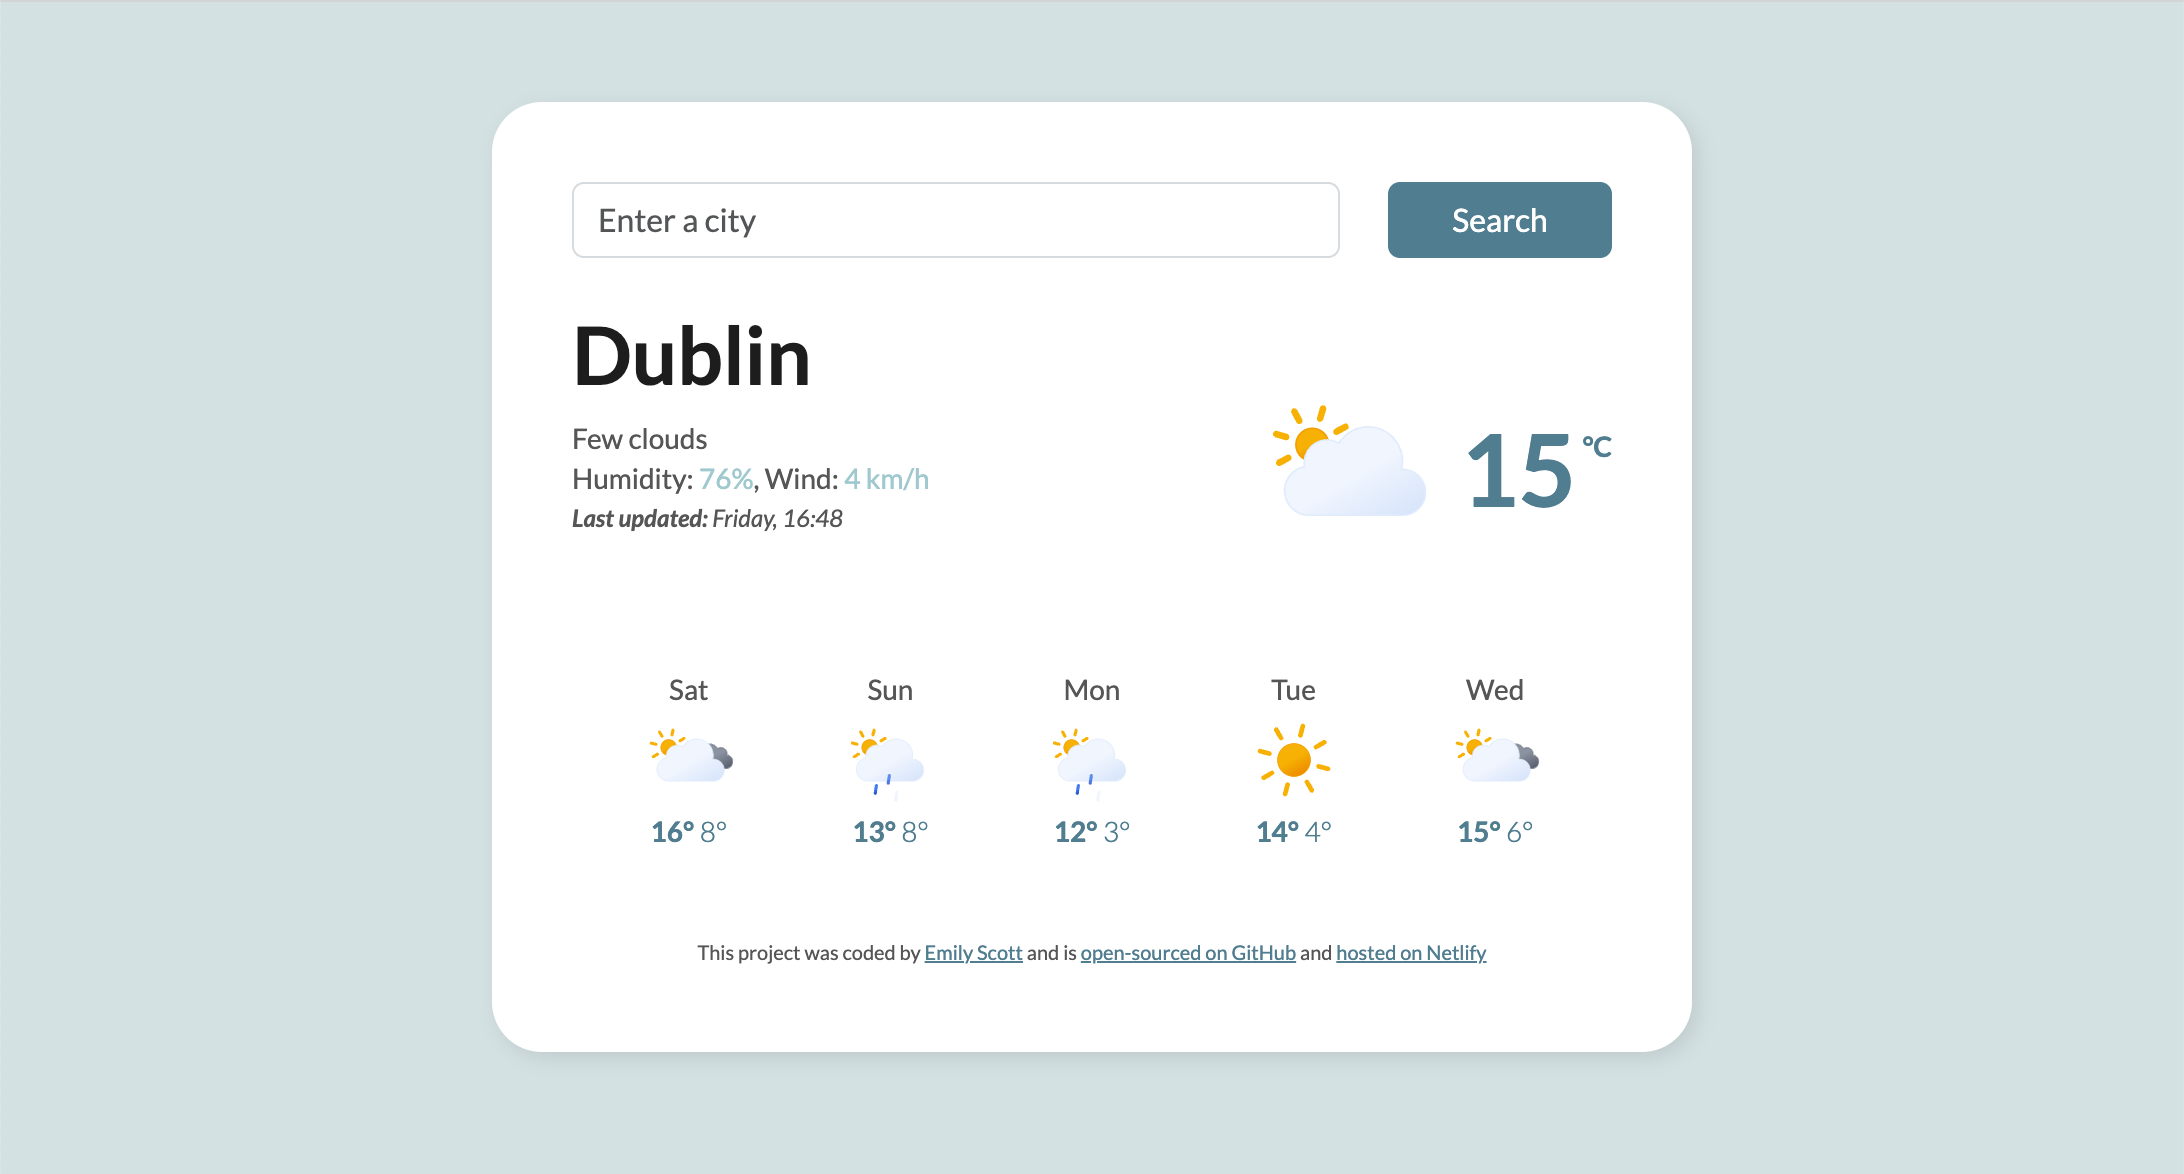 Enter a city
Search
Dublin
Few clouds
Humidity: 76%, Wind: 4 km/h
Last updated: Friday, 16:48
15 °C
Sat Sun Mon Tue Wed
16° 8° 13° 8° 12° 3° 14° 4° 15° 6°
This project was coded by Emily Scott and is open-sourced on GitHub and hosted on Netlify